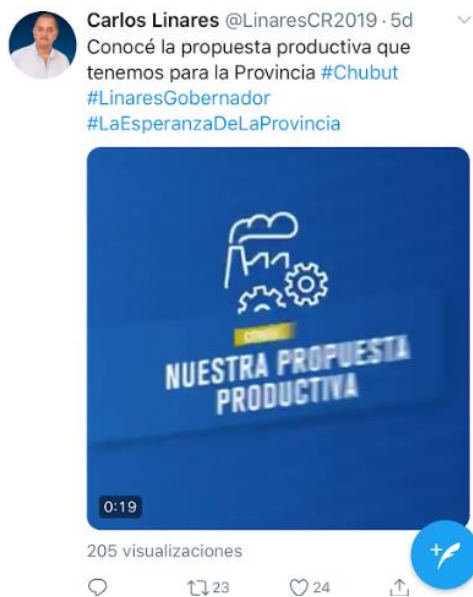 Carlos Linares @LinaresCR2019 · 5d
Conocé la propuesta productiva que
tenemos para la Provincia #Chubut
#LinaresGobernador
#LaEsperanzaDeLaProvincia
NUESTRA PROPUESTA
PRODUCTIVA
0:19
205 visualizaciones
23
24